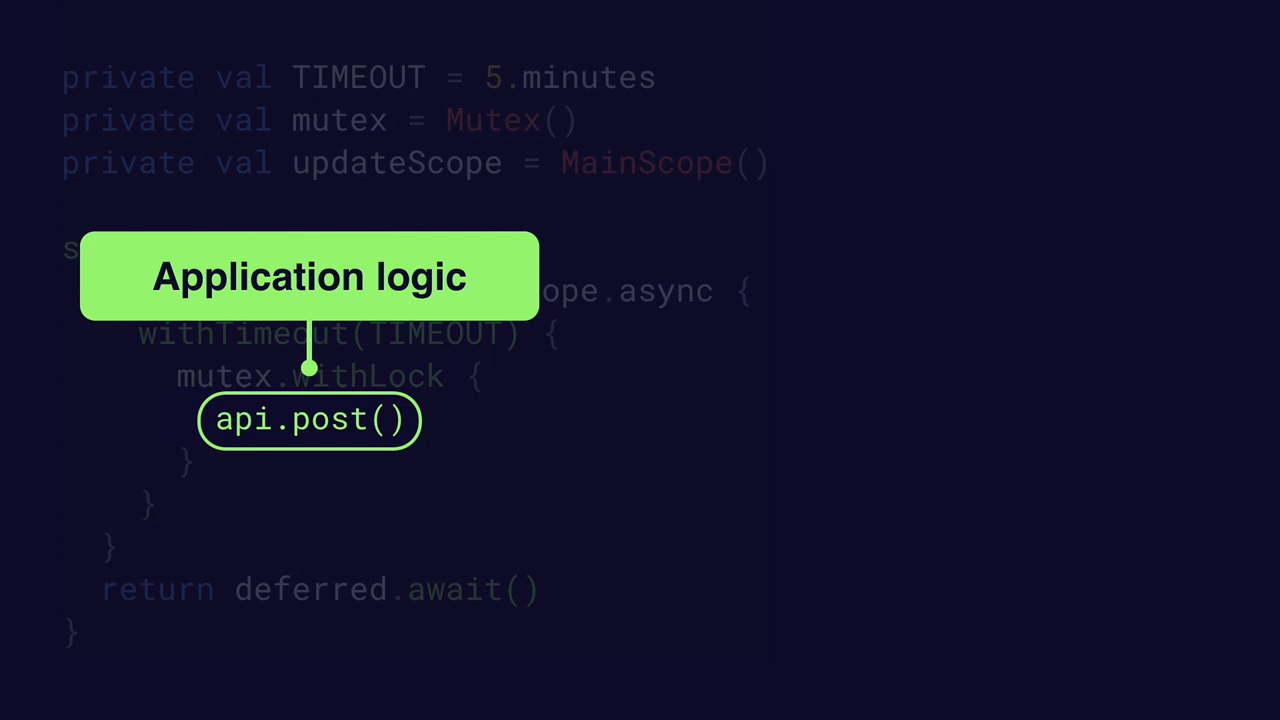 private val TIMEOUT = 5.minutes
private val mutex = Mutex()
private val updateScope = MainScope()
s
Application logic
ope.async {
withTimeout(TIMEOUT) {
mutex.withLock {
api.post()
}
}
}
return deferred.await()
}